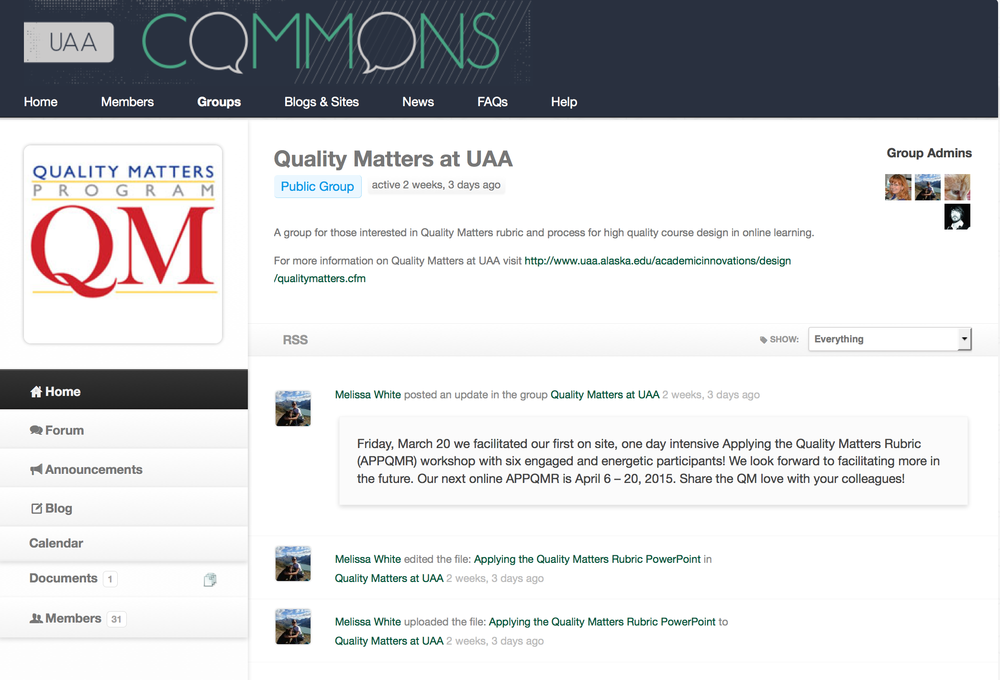 UAA
COMMONS
Home Members Groups Blogs & Sites News FAQs Help
QUALITY MATTERS
PROGRAM
QM
Quality Matters at UAA
Public Group active 2 weeks, 3 days ago
Group Admins
A group for those interested in Quality Matters rubric and process for high quality course design in online learning.
For more information on Quality Matters at UAA visit http://www.uaa.alaska.edu/academicinnovations/design
/qualitymatters.cfm
RSS
SHOW: Everything
Home
Forum
Announcements
Blog
Calendar
Documents 1
Members 31
Melissa White posted an update in the group Quality Matters at UAA 2 weeks, 3 days ago
Friday, March 20 we facilitated our first on site, one day intensive Applying the Quality Matters Rubric
(APPQMR) workshop with six engaged and energetic participants! We look forward to facilitating more in
the future. Our next online APPQMR is April 6 – 20, 2015. Share the QM love with your colleagues!
Melissa White edited the file: Applying the Quality Matters Rubric PowerPoint in
Quality Matters at UAA 2 weeks, 3 days ago
Melissa White uploaded the file: Applying the Quality Matters Rubric PowerPoint to
Quality Matters at UAA 2 weeks, 3 days ago